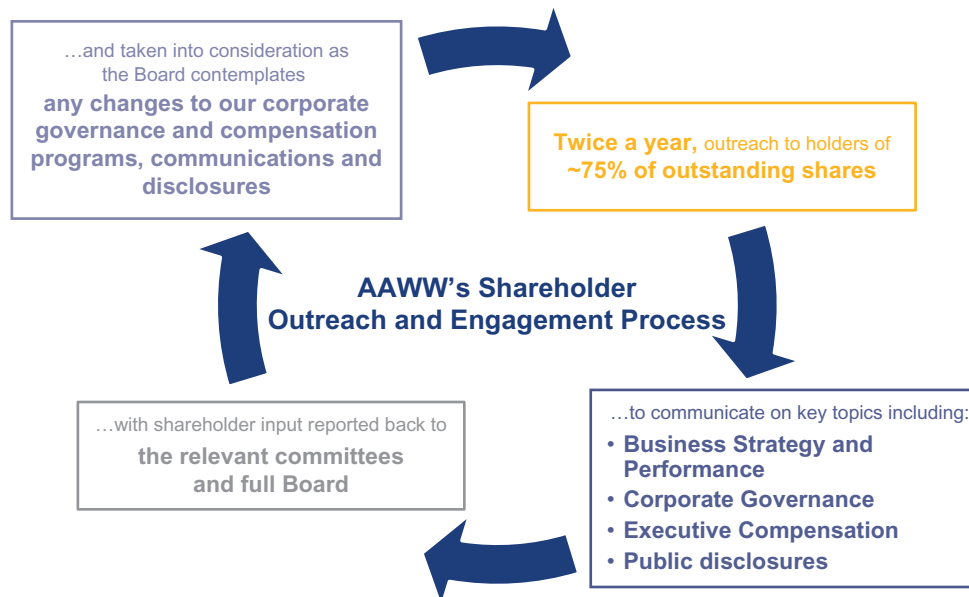 …and taken into consideration as
the Board contemplates
any changes to our corporate
governance and compensation
programs, communications and
disclosures
Twice a year, outreach to holders of
~75% of outstanding shares
AAWW's Shareholder
Outreach and Engagement Process
…to communicate on key topics including:
• Business Strategy and
Performance
• Corporate Governance
• Executive Compensation
• Public disclosures
…with shareholder input reported back to
the relevant committees
and full Board